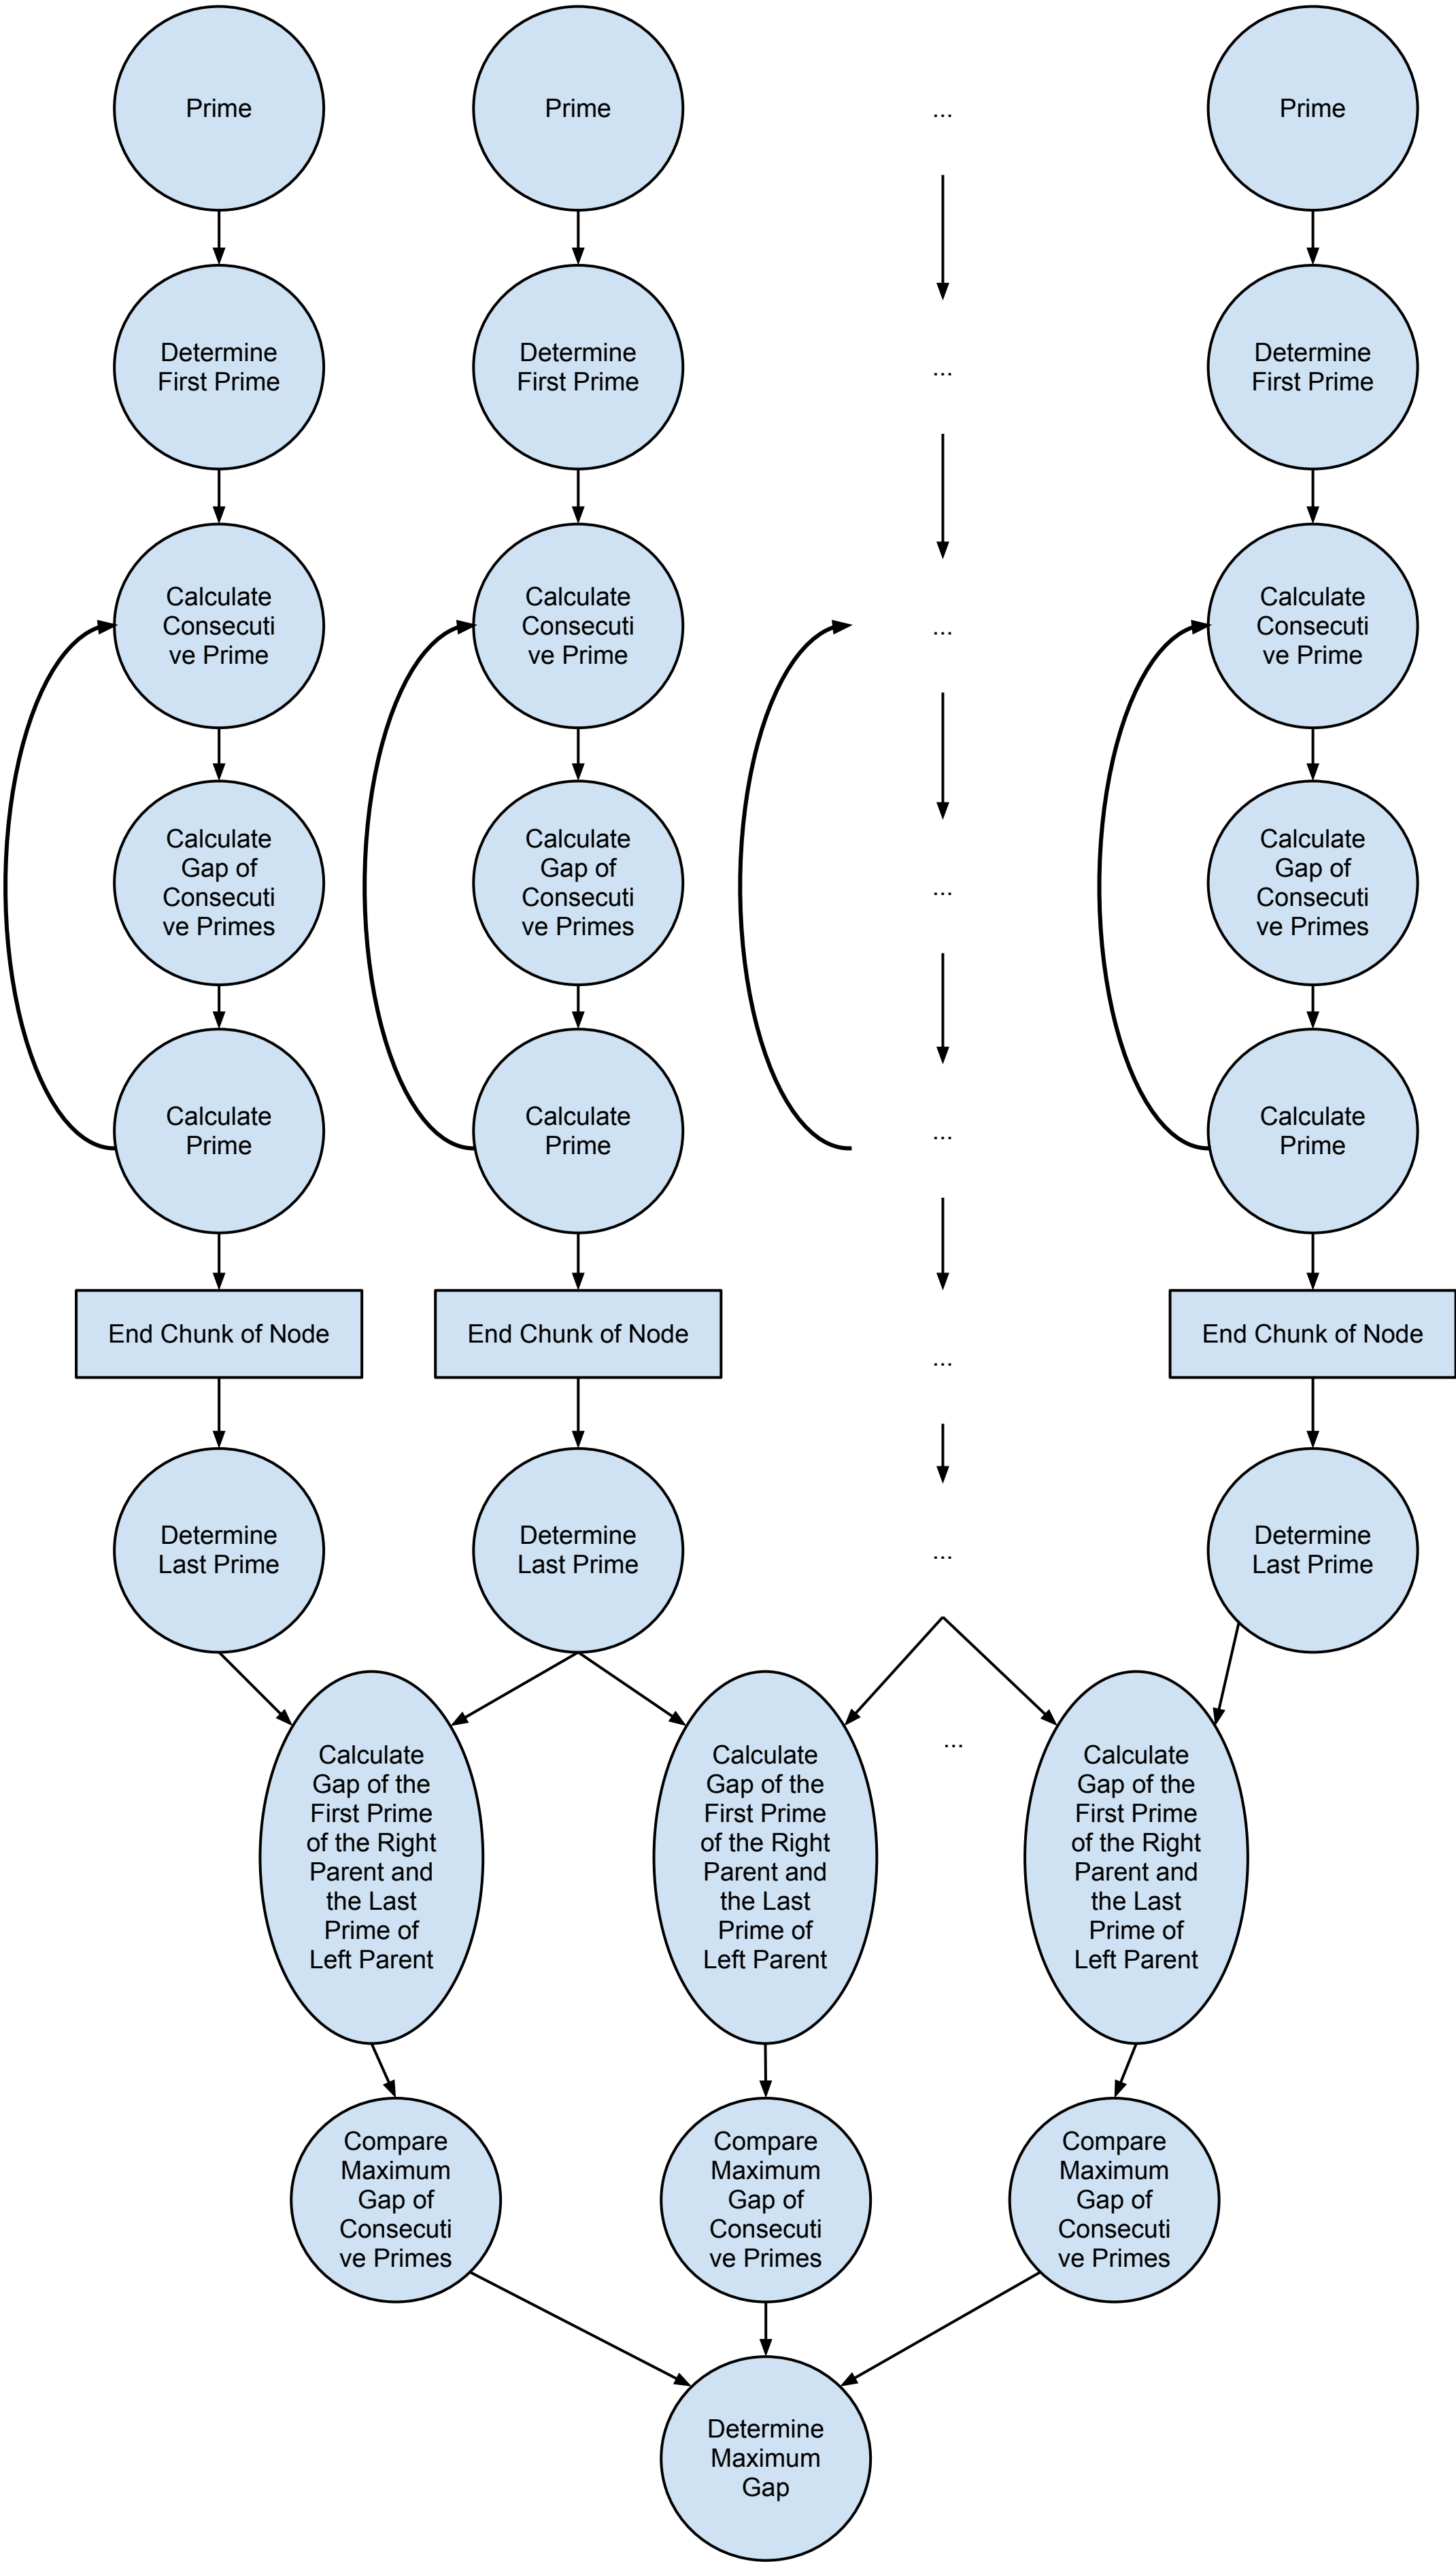 Prime
Prime
...
Prime
Determine
First Prime
Determine
First Prime
...
Determine
First Prime
Calculate
Consecuti
ve Prime
Calculate
Consecuti
ve Prime
...
Calculate
Consecuti
ve Prime
Calculate
Gap of
Consecuti
ve Primes
Calculate
Gap of
Consecuti
ve Primes
...
Calculate
Gap of
Consecuti
ve Primes
Calculate
Prime
Calculate
Prime
...
Calculate
Prime
End Chunk of Node
End Chunk of Node
...
End Chunk of Node
Determine
Last Prime
Determine
Last Prime
...
Determine
Last Prime
Calculate
Gap of the
First Prime
of the Right
Parent and
the Last
Prime of
Left Parent
Calculate
Gap of the
First Prime
of the Right
Parent and
the Last
Prime of
Left Parent
...
Calculate
Gap of the
First Prime
of the Right
Parent and
the Last
Prime of
Left Parent
Compare
Maximum
Gap of
Consecuti
ve Primes
Compare
Maximum
Gap of
Consecuti
ve Primes
Compare
Maximum
Gap of
Consecuti
ve Primes
Determine
Maximum
Gap